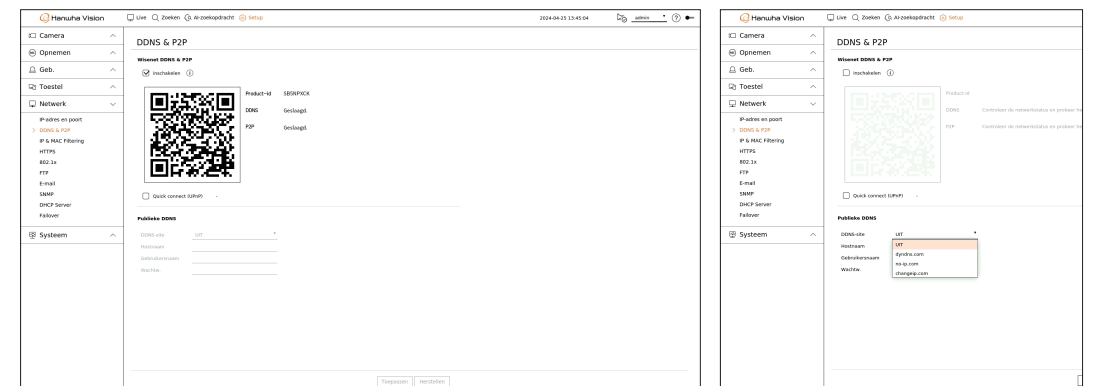 Hanwha Vision
Live Zoeken AI-zoekopdracht Setup
2024-04-25 13:45:04
admin
Camera
Opnemen
Geb.
Toestel
Netwerk
IP-adres en poort
DDNS & P2P
IP & MAC Filtering
HTTPS
802.1x
FTP
E-mail
SNMP
DHCP Server
Failover
Systeem
DDNS & P2P
Wisenet DDNS & P2P
Inschakelen
Product-id SB5NPXCK
DDNS Geslaagd.
P2P Geslaagd.
Quick connect (UPnP) -
Publieke DDNS
DDNS-site UIT
Hostnaam
Gebruikersnaam
Wachtw.
Toepassen Herstellen
Hanwha Vision
Live Zoeken AI-zoekopdracht Setup
Camera
Opnemen
Geb.
Toestel
Netwerk
IP-adres en poort
DDNS & P2P
IP & MAC Filtering
HTTPS
802.1x
FTP
E-mail
SNMP
DHCP Server
Failover
Systeem
DDNS & P2P
Wisenet DDNS & P2P
Inschakelen
Product-id
DDNS Controleer de netwerkstatus en probeer he
P2P Controleer de netwerkstatus en probeer he
Quick connect (UPnP) -
Publieke DDNS
DDNS-site UIT
Hostnaam UIT
Gebruikersnaam dyndns.com
no-ip.com
Wachtw. changeip.com